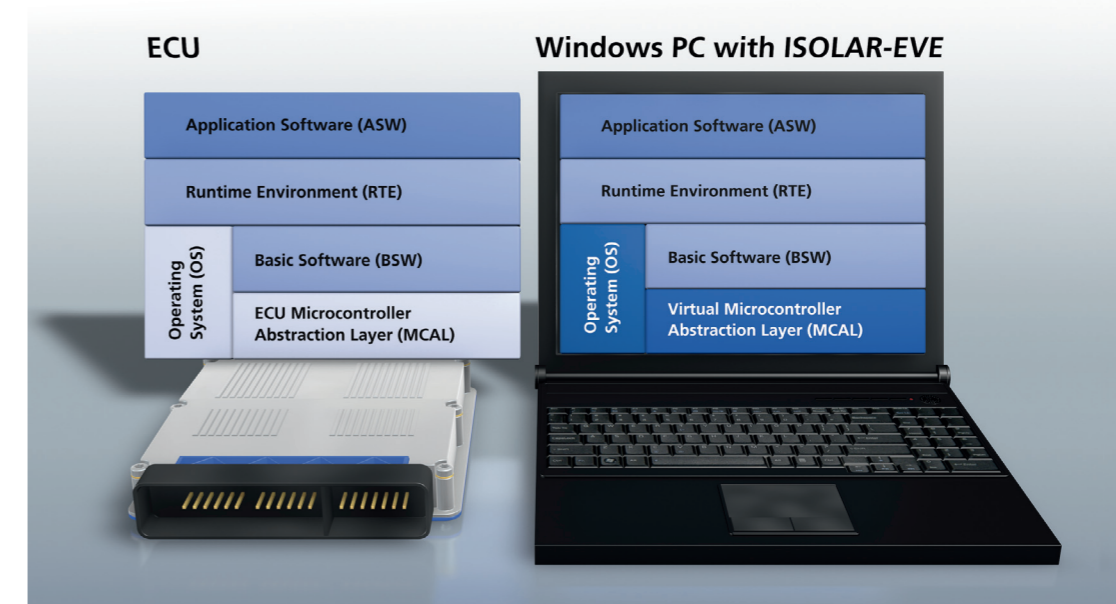 ECU
Application Software (ASW)
Runtime Environment (RTE)
Operating
System (OS)
Basic Software (BSW)
ECU Microcontroller
Abstraction Layer (MCAL)
Windows PC with ISOLAR-EVE
Application Software (ASW)
Runtime Environment (RTE)
Operating
System (OS)
Basic Software (BSW)
Virtual Microcontroller
Abstraction Layer (MCAL)